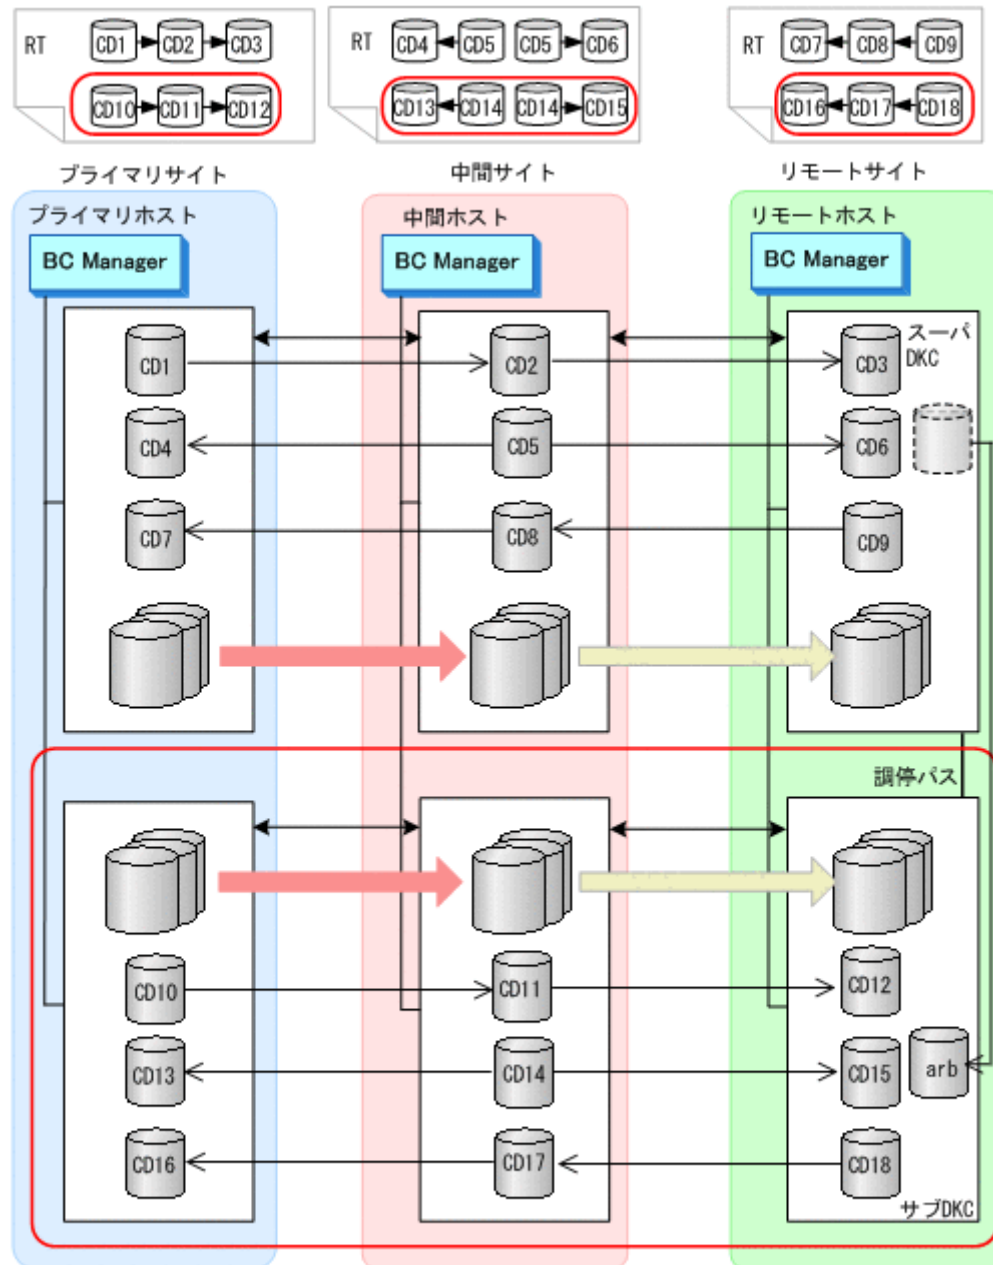 RT CD1 CD2 CD3
CD10 CD11 CD12
RT CD4 CD5 CD5 CD6
CD13 CD14 CD14 CD15
RT CD7 CD8 CD9
CD16 CD17 CD18
プライマリサイト
中間サイト
リモートサイト
プライマリホスト
中間ホスト
リモートホスト
BC Manager
BC Manager
BC Manager
スーパ
DKC
CD1 CD2 CD3
CD4 CD5 CD6
CD7 CD8 CD9
調停パス
CD10 CD11 CD12
CD13 CD14 CD15 arb
CD16 CD17 CD18
サブDKC